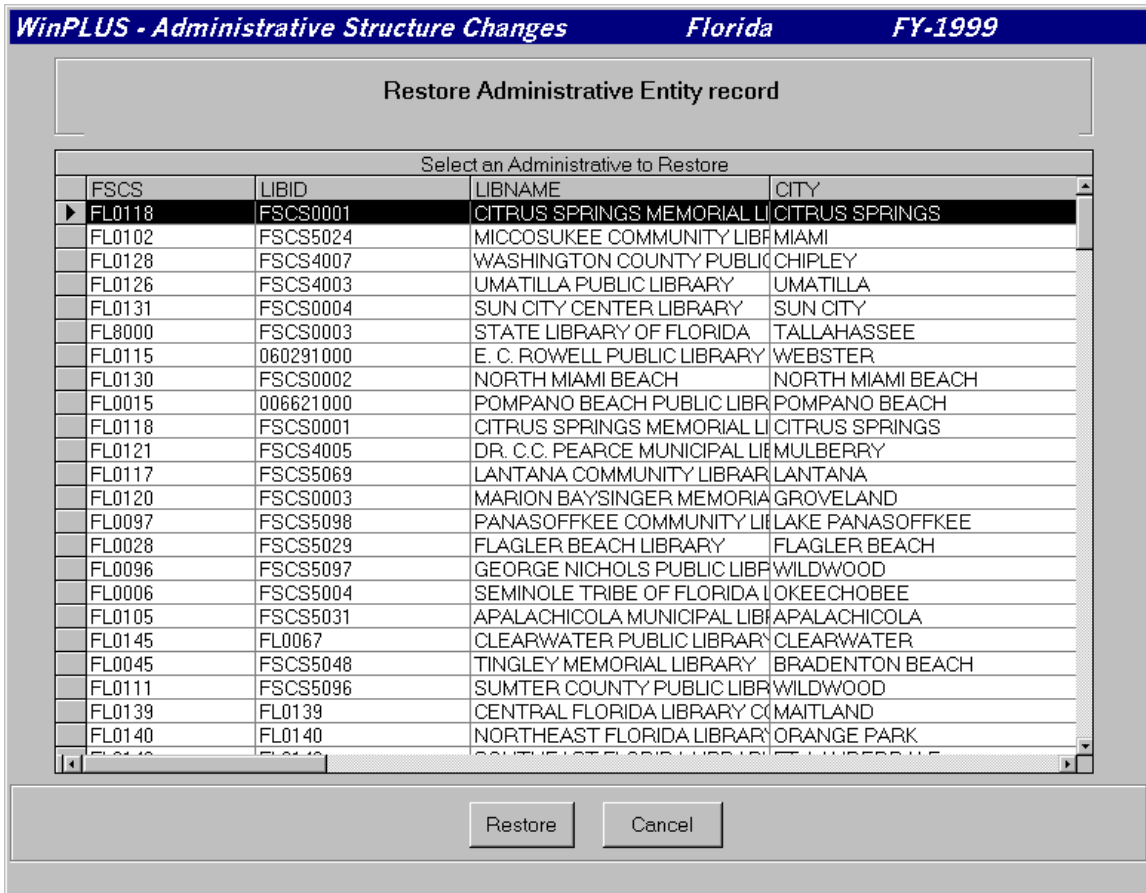 WinPLUS - Administrative Structure Changes Florida FY-1999
Restore Administrative Entity record
Select an Administrative to Restore
FSCS LIBID LIBNAME CITY
FL0118 FSCS0001 CITRUS SPRINGS MEMORIAL LI CITRUS SPRINGS
FL0102 FSCS5024 MICCOSUKEE COMMUNITY LIBR MIAMI
FL0128 FSCS4007 WASHINGTON COUNTY PUBLIC CHIPLEY
FL0126 FSCS4003 UMATILLA PUBLIC LIBRARY UMATILLA
FL0131 FSCS0004 SUN CITY CENTER LIBRARY SUN CITY
FL8000 FSCS0003 STATE LIBRARY OF FLORIDA TALLAHASSEE
FL0115 060291000 E. C. ROWELL PUBLIC LIBRARY WEBSTER
FL0130 FSCS0002 NORTH MIAMI BEACH NORTH MIAMI BEACH
FL0015 006621000 POMPANO BEACH PUBLIC LIBR POMPANO BEACH
FL0118 FSCS0001 CITRUS SPRINGS MEMORIAL LI CITRUS SPRINGS
FL0121 FSCS4005 DR. C.C. PEARCE MUNICIPAL LIB MULBERRY
FL0117 FSCS5069 LANTANA COMMUNITY LIBRAR LANTANA
FL0120 FSCS0003 MARION BAYSINGER MEMORIA GROVELAND
FL0097 FSCS5098 PANASOFFKEE COMMUNITY LIB LAKE PANASOFFKEE
FL0028 FSCS5029 FLAGLER BEACH LIBRARY FLAGLER BEACH
FL0096 FSCS5097 GEORGE NICHOLS PUBLIC LIBR WILDWOOD
FL0006 FSCS5004 SEMINOLE TRIBE OF FLORIDA L OKEECHOBEE
FL0105 FSCS5031 APALACHICOLA MUNICIPAL LIBR APALACHICOLA
FL0145 FL0067 CLEARWATER PUBLIC LIBRARY CLEARWATER
FL0045 FSCS5048 TINGLEY MEMORIAL LIBRARY BRADENTON BEACH
FL0111 FSCS5096 SUMTER COUNTY PUBLIC LIBR WILDWOOD
FL0139 FL0139 CENTRAL FLORIDA LIBRARY CO MAITLAND
FL0140 FL0140 NORTHEAST FLORIDA LIBRARY ORANGE PARK
Restore Cancel